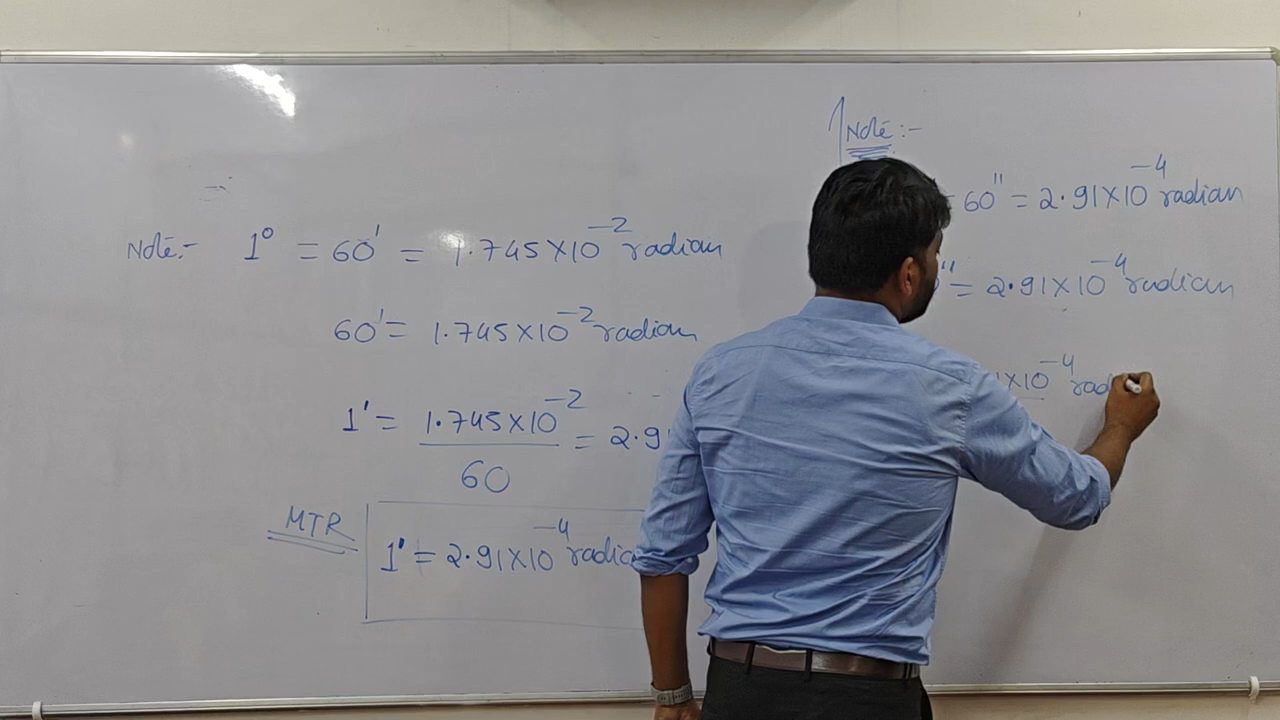 Note:- 1° = 60' = 1.745×10⁻² radian
60' = 1.745×10⁻² radian
1' = 1.745×10⁻² / 60 = 2.9
MTR
1' = 2.91×10⁻⁴ radia
Note:-
60'' = 2.91×10⁻⁴ radian
'' = 2.91×10⁻⁴ radian
1×10⁻⁴ rad